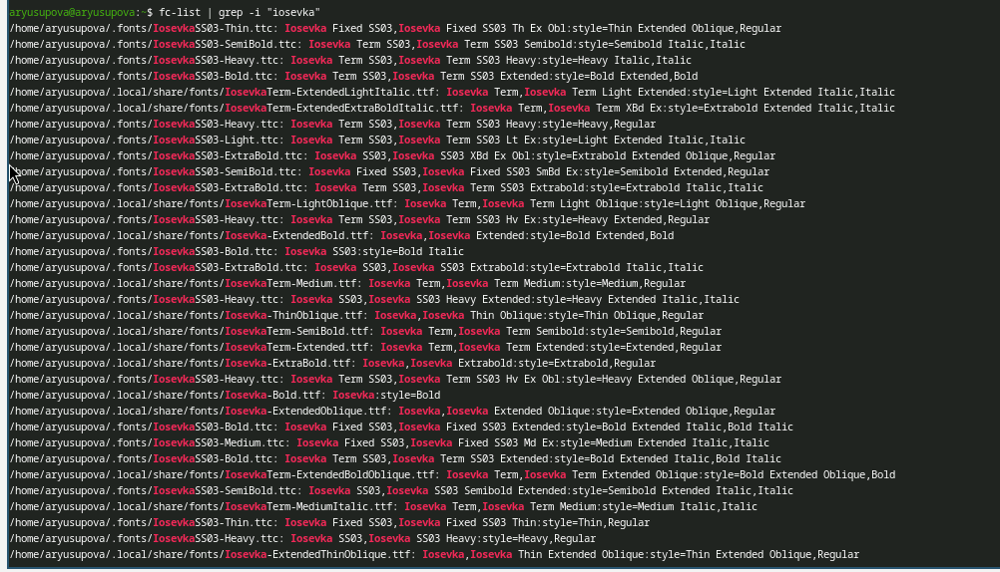 aryusupova@aryusupova:~$ fc-list | grep -i "iosevka"
/home/aryusupova/.fonts/IosevkaSS03-Thin.ttc: Iosevka Fixed SS03,Iosevka Fixed SS03 Th Ex Obl:style=Thin Extended Oblique,Regular
/home/aryusupova/.fonts/IosevkaSS03-SemiBold.ttc: Iosevka Term SS03,Iosevka Term SS03 Semibold:style=Semibold Italic,Italic
/home/aryusupova/.fonts/IosevkaSS03-Heavy.ttc: Iosevka Term SS03,Iosevka Term SS03 Heavy:style=Heavy Italic,Italic
/home/aryusupova/.fonts/IosevkaSS03-Bold.ttc: Iosevka Term SS03,Iosevka Term SS03 Extended:style=Bold Extended,Bold
/home/aryusupova/.local/share/fonts/IosevkaTerm-ExtendedLightItalic.ttf: Iosevka Term,Iosevka Term Light Extended:style=Light Extended Italic,Italic
/home/aryusupova/.local/share/fonts/IosevkaTerm-ExtendedExtraBoldItalic.ttf: Iosevka Term,Iosevka Term XBd Ex:style=Extrabold Extended Italic,Italic
/home/aryusupova/.fonts/IosevkaSS03-Heavy.ttc: Iosevka Term SS03,Iosevka Term SS03 Heavy:style=Heavy,Regular
/home/aryusupova/.fonts/IosevkaSS03-Light.ttc: Iosevka Term SS03,Iosevka Term SS03 Lt Ex:style=Light Extended Italic,Italic
/home/aryusupova/.fonts/IosevkaSS03-ExtraBold.ttc: Iosevka SS03,Iosevka SS03 XBd Ex Obl:style=Extrabold Extended Oblique,Regular
/home/aryusupova/.fonts/IosevkaSS03-SemiBold.ttc: Iosevka Fixed SS03,Iosevka Fixed SS03 SmBd Ex:style=Semibold Extended,Regular
/home/aryusupova/.fonts/IosevkaSS03-ExtraBold.ttc: Iosevka Term SS03,Iosevka Term SS03 Extrabold:style=Extrabold Italic,Italic
/home/aryusupova/.local/share/fonts/IosevkaTerm-LightOblique.ttf: Iosevka Term,Iosevka Term Light Oblique:style=Light Oblique,Regular
/home/aryusupova/.fonts/IosevkaSS03-Heavy.ttc: Iosevka Term SS03,Iosevka Term SS03 Hv Ex:style=Heavy Extended,Regular
/home/aryusupova/.local/share/fonts/Iosevka-ExtendedBold.ttf: Iosevka,Iosevka Extended:style=Bold Extended,Bold
/home/aryusupova/.fonts/IosevkaSS03-Bold.ttc: Iosevka SS03:style=Bold Italic
/home/aryusupova/.fonts/IosevkaSS03-ExtraBold.ttc: Iosevka SS03,Iosevka SS03 Extrabold:style=Extrabold Italic,Italic
/home/aryusupova/.local/share/fonts/IosevkaTerm-Medium.ttf: Iosevka Term,Iosevka Term Medium:style=Medium,Regular
/home/aryusupova/.fonts/IosevkaSS03-Heavy.ttc: Iosevka SS03,Iosevka SS03 Heavy Extended:style=Heavy Extended Italic,Italic
/home/aryusupova/.local/share/fonts/Iosevka-ThinOblique.ttf: Iosevka,Iosevka Thin Oblique:style=Thin Oblique,Regular
/home/aryusupova/.local/share/fonts/IosevkaTerm-SemiBold.ttf: Iosevka Term,Iosevka Term Semibold:style=Semibold,Regular
/home/aryusupova/.local/share/fonts/IosevkaTerm-Extended.ttf: Iosevka Term,Iosevka Term Extended:style=Extended,Regular
/home/aryusupova/.local/share/fonts/Iosevka-ExtraBold.ttf: Iosevka,Iosevka Extrabold:style=Extrabold,Regular
/home/aryusupova/.fonts/IosevkaSS03-Heavy.ttc: Iosevka Term SS03,Iosevka Term SS03 Hv Ex Obl:style=Heavy Extended Oblique,Regular
/home/aryusupova/.local/share/fonts/Iosevka-Bold.ttf: Iosevka:style=Bold
/home/aryusupova/.local/share/fonts/Iosevka-ExtendedOblique.ttf: Iosevka,Iosevka Extended Oblique:style=Extended Oblique,Regular
/home/aryusupova/.fonts/IosevkaSS03-Bold.ttc: Iosevka Fixed SS03,Iosevka Fixed SS03 Extended:style=Bold Extended Italic,Bold Italic
/home/aryusupova/.fonts/IosevkaSS03-Medium.ttc: Iosevka Fixed SS03,Iosevka Fixed SS03 Md Ex:style=Medium Extended Italic,Italic
/home/aryusupova/.fonts/IosevkaSS03-Bold.ttc: Iosevka Term SS03,Iosevka Term SS03 Extended:style=Bold Extended Italic,Bold Italic
/home/aryusupova/.local/share/fonts/IosevkaTerm-ExtendedBoldOblique.ttf: Iosevka Term,Iosevka Term Extended Oblique:style=Bold Extended Oblique,Bold
/home/aryusupova/.fonts/IosevkaSS03-SemiBold.ttc: Iosevka SS03,Iosevka SS03 Semibold Extended:style=Semibold Extended Italic,Italic
/home/aryusupova/.local/share/fonts/IosevkaTerm-MediumItalic.ttf: Iosevka Term,Iosevka Term Medium:style=Medium Italic,Italic
/home/aryusupova/.fonts/IosevkaSS03-Thin.ttc: Iosevka Fixed SS03,Iosevka Fixed SS03 Thin:style=Thin,Regular
/home/aryusupova/.fonts/IosevkaSS03-Heavy.ttc: Iosevka SS03,Iosevka SS03 Heavy:style=Heavy,Regular
/home/aryusupova/.local/share/fonts/Iosevka-ExtendedThinOblique.ttf: Iosevka,Iosevka Thin Extended Oblique:style=Thin Extended Oblique,Regular